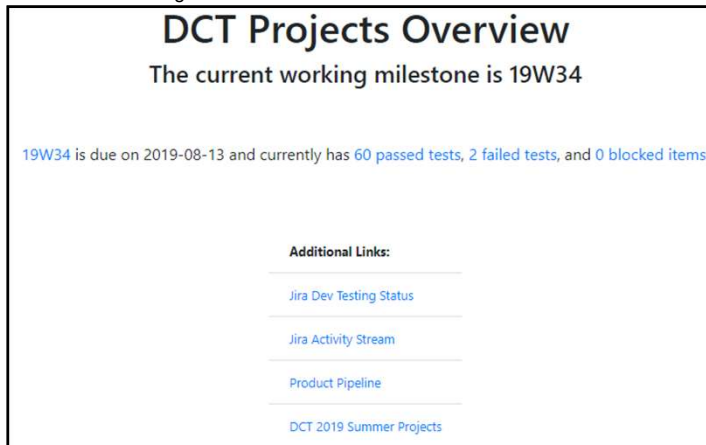 DCT Projects Overview
The current working milestone is 19W34
19W34 is due on 2019-08-13 and currently has 60 passed tests, 2 failed tests, and 0 blocked items
Additional Links:
Jira Dev Testing Status
Jira Activity Stream
Product Pipeline
DCT 2019 Summer Projects